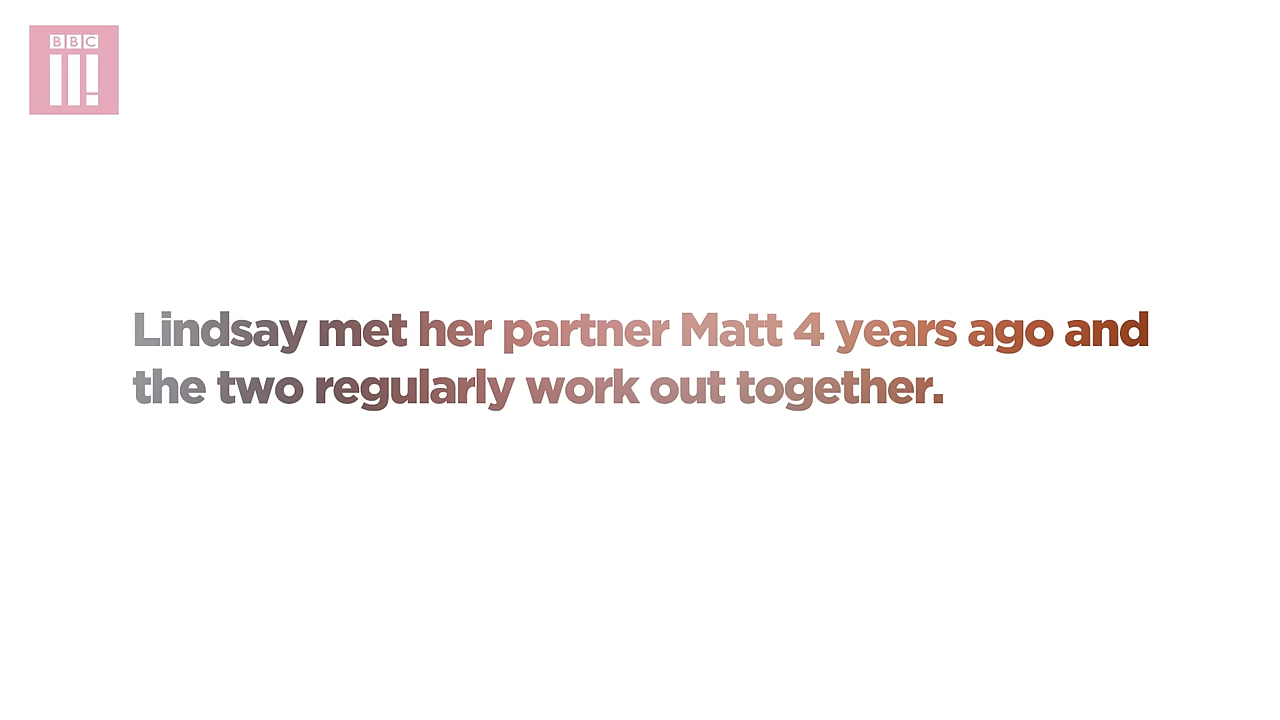 BBC
Lindsay met her partner Matt 4 years ago and
the two regularly work out together.